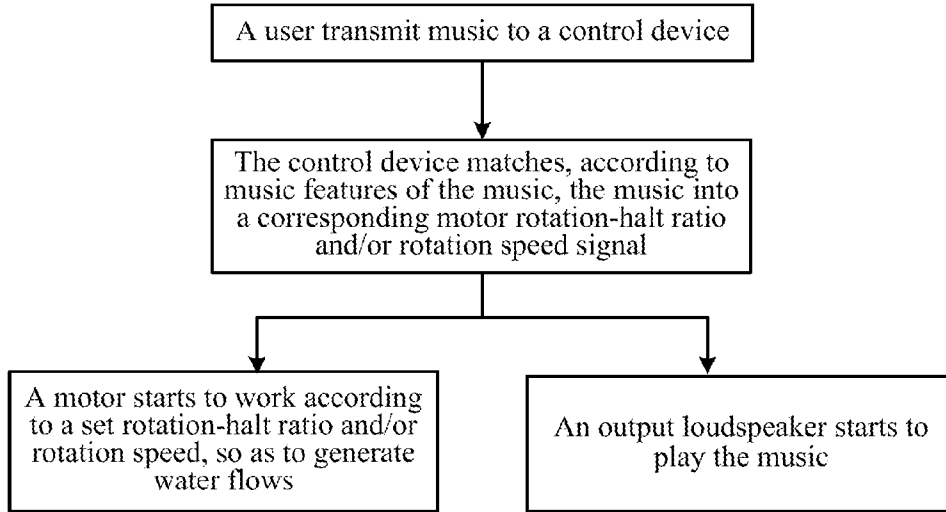 A user transmit music to a control device
The control device matches, according to
music features of the music, the music into
a corresponding motor rotation-halt ratio
and/or rotation speed signal
A motor starts to work according
to a set rotation-halt ratio and/or
rotation speed, so as to generate
water flows
An output loudspeaker starts to
play the music